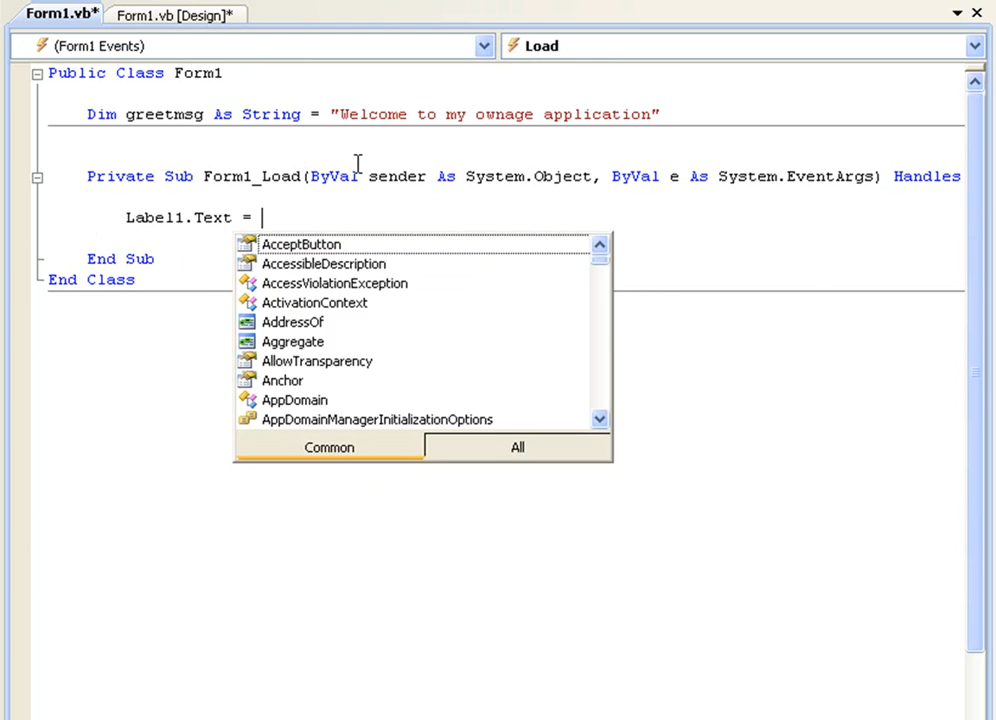 Form1.vb* Form1.vb [Design]*
(Form1 Events) Load
Public Class Form1
Dim greetmsg As String = "Welcome to my ownage application"
Private Sub Form1_Load(ByVal sender As System.Object, ByVal e As System.EventArgs) Handles
Label1.Text =
AcceptButton
AccessibleDescription
AccessViolationException
ActivationContext
AddressOf
Aggregate
AllowTransparency
Anchor
AppDomain
AppDomainManagerInitializationOptions
Common All
End Sub
End Class